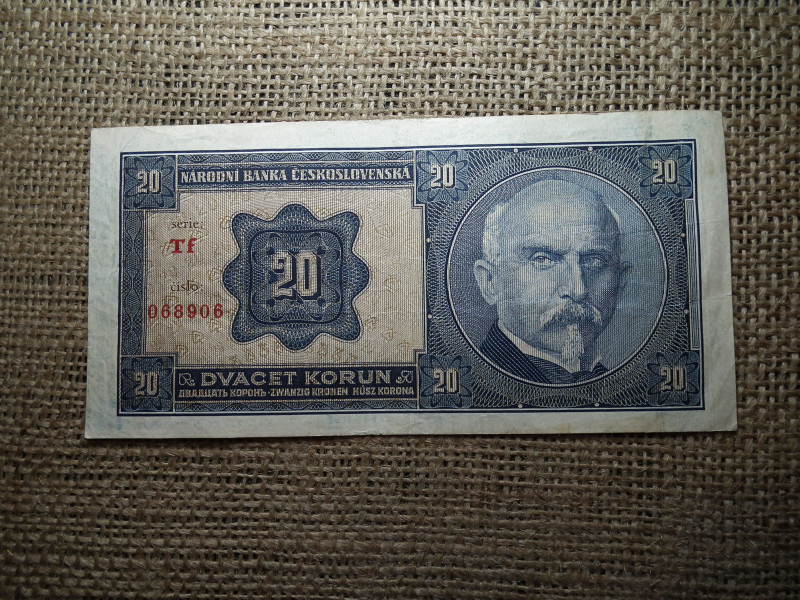 20 NÁRODNÍ BANKA ČESKOSLOVENSKÁ 20 20
serie:
Tf
20
číslo:
068906
20 DVACET KORUN 20 20
ДВАДЦАТЬ КОРОНЪ · ZWANZIG KRONEN HÚSZ KORONA